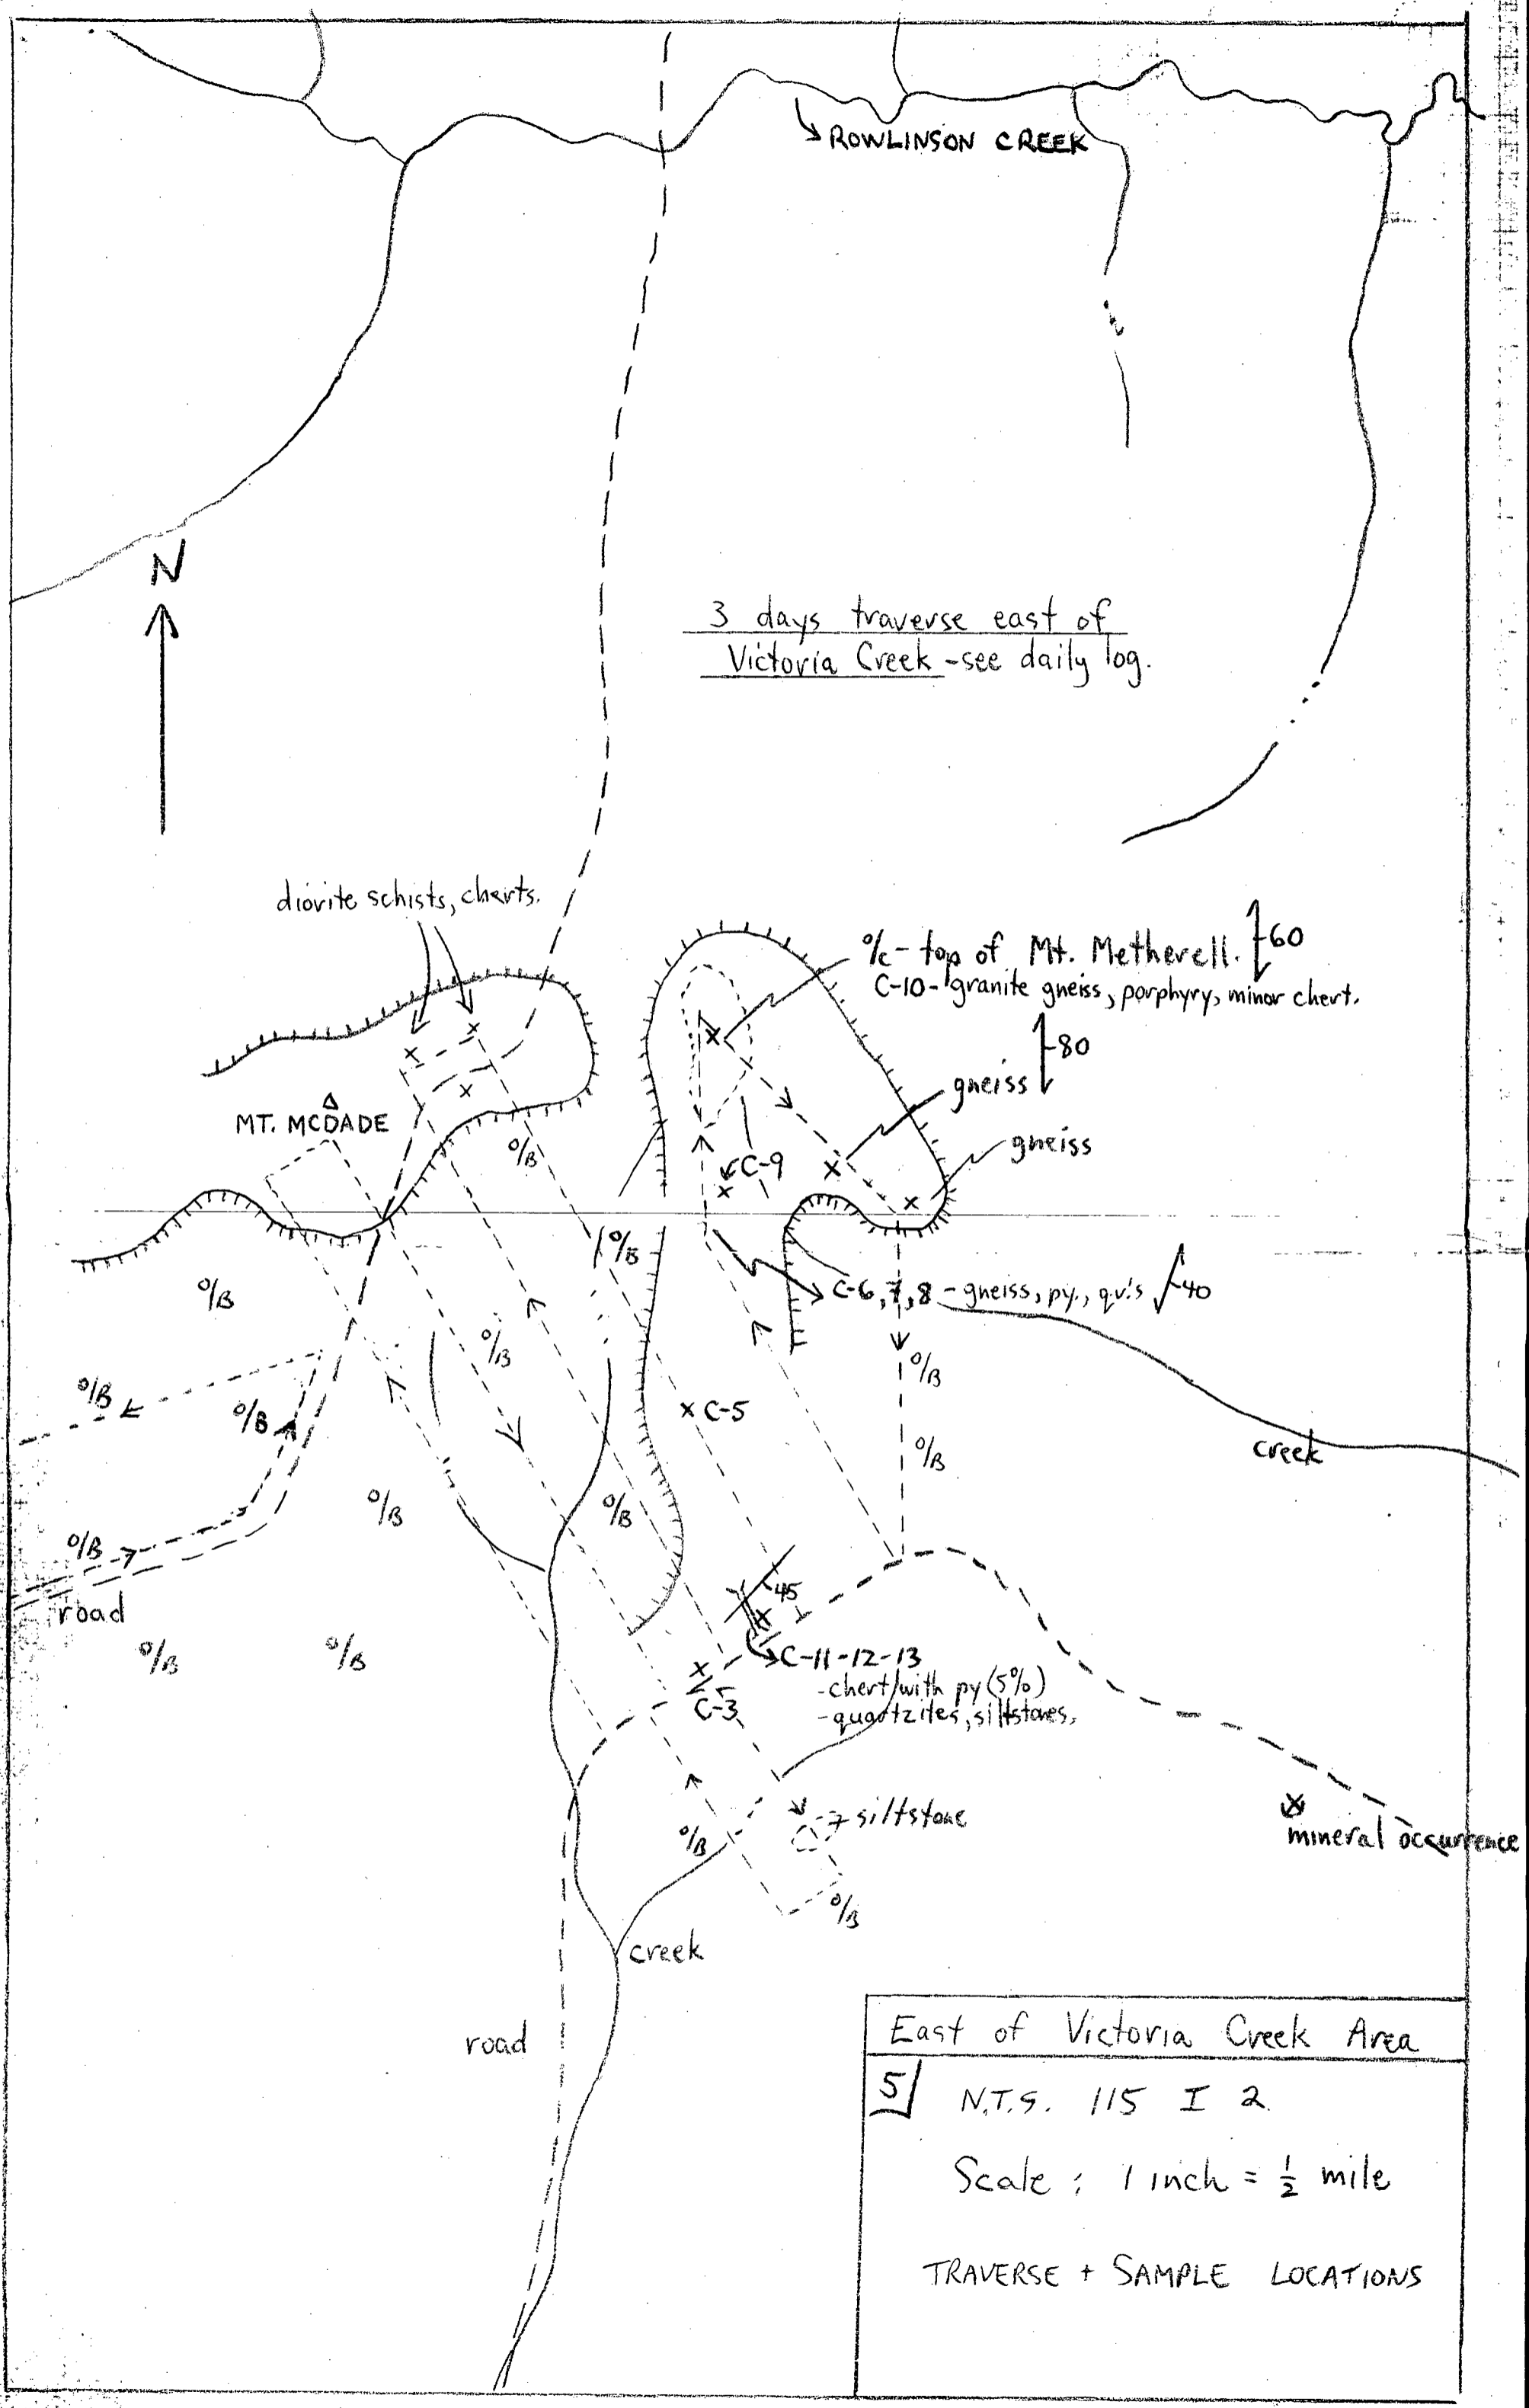 ROWLINSON CREEK
N
3 days traverse east of
Victoria Creek - see daily log.
diorite schists, cherts.
o/c - top of Mt. Metherell.
60
C-10 - granite gneiss, porphyry, minor chert.
80
gneiss
MT. MCDADE
O/B
C-9
gneiss
O/B
O/B
C-6, 7, 8 - gneiss, py., q.v.'s
40
O/B
O/B
O/B
O/B
C-5
O/B
creek
O/B
O/B
O/B
O/B
45
road
O/B
O/B
C-11-12-13
- chert/with py (5%)
C-3
- quartzites, siltstones,
siltstone
O/B
mineral occurrence
O/B
creek
road
East of Victoria Creek Area
5
N.T.S. 115 I 2
Scale : 1 inch = ½ mile
TRAVERSE + SAMPLE LOCATIONS